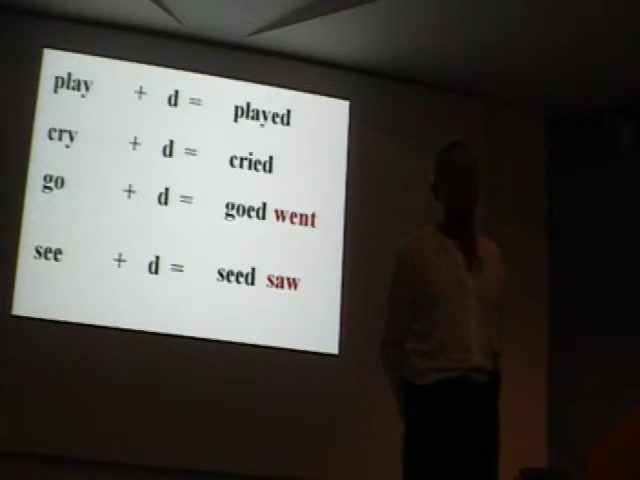 play + d = played
cry + d = cried
go + d = goed went
see + d = seed saw